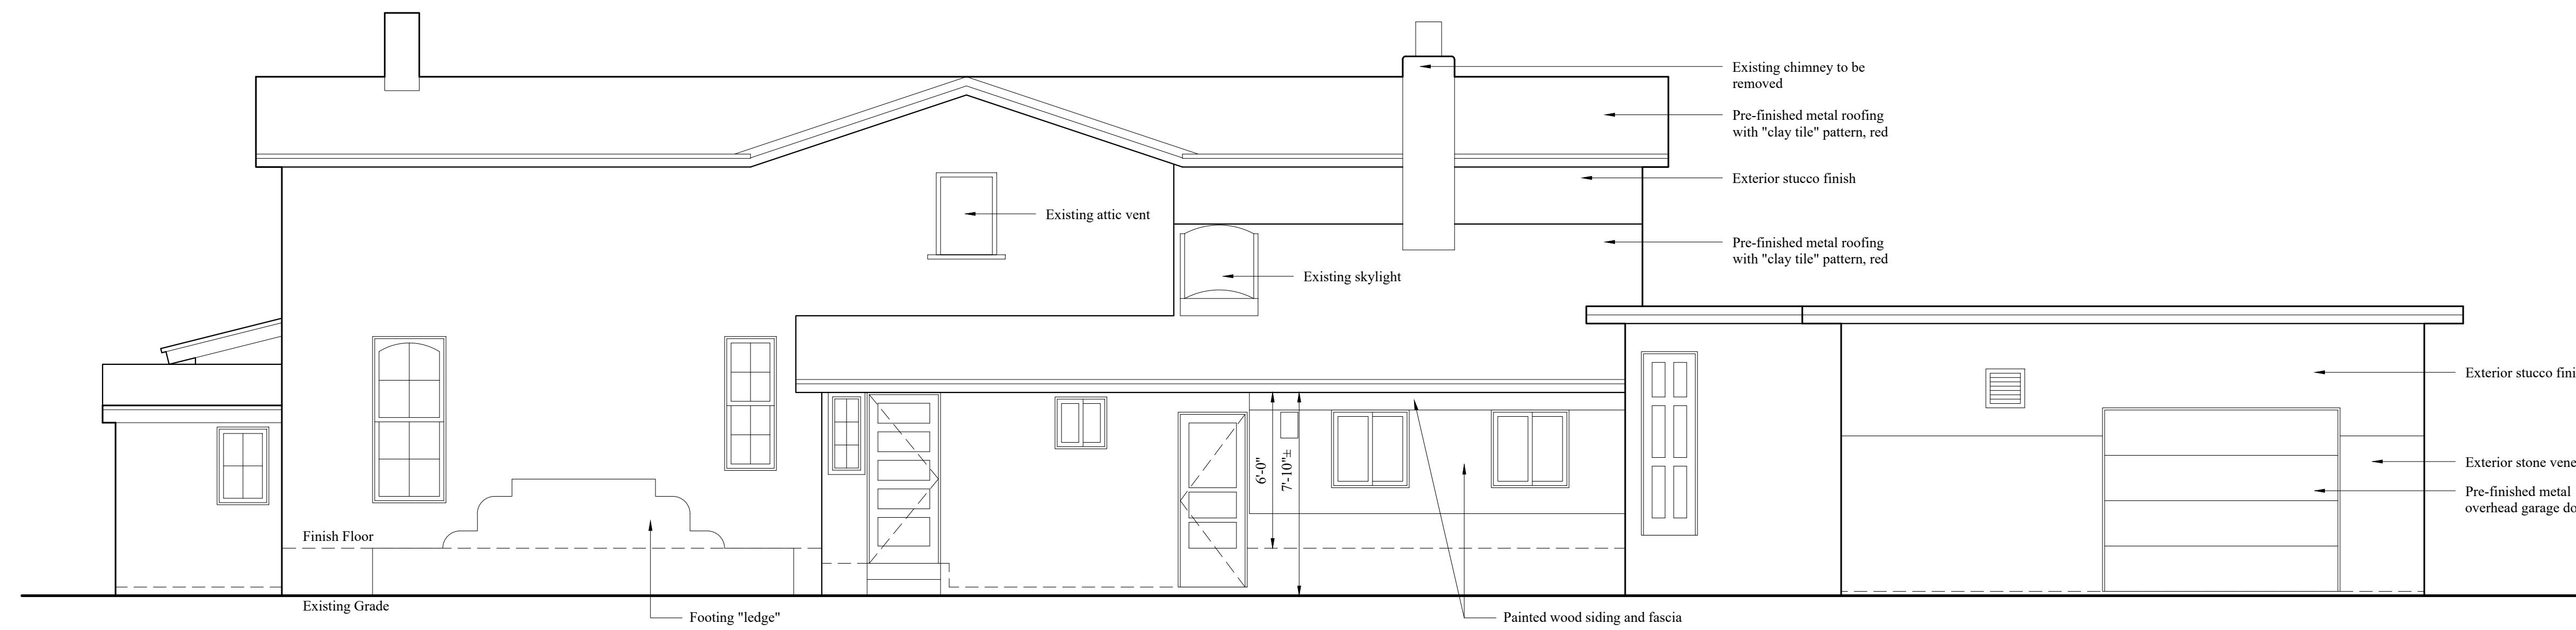 Existing chimney to be
removed
Pre-finished metal roofing
with "clay tile" pattern, red
Exterior stucco finish
Existing attic vent
Pre-finished metal roofing
with "clay tile" pattern, red
Existing skylight
Exterior stucco fini
6'-0"
7'-10"±
Exterior stone vene
Pre-finished metal
overhead garage do
Finish Floor
Existing Grade
Footing "ledge"
Painted wood siding and fascia